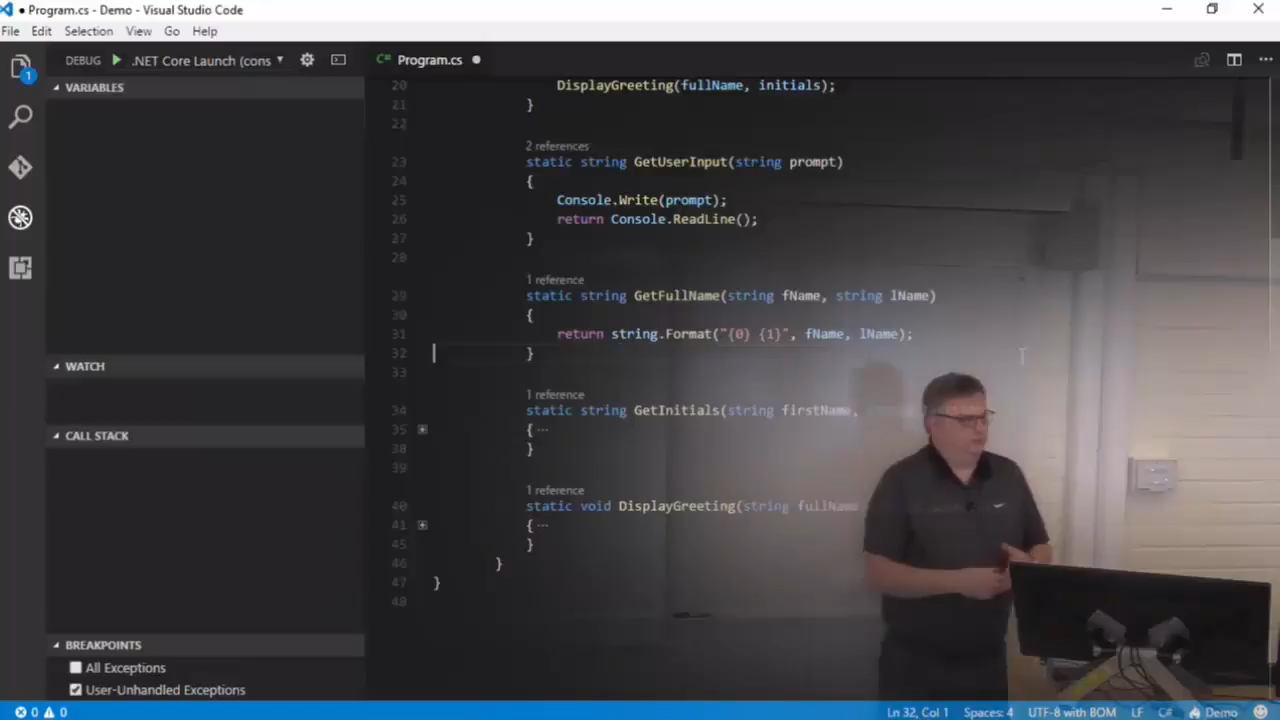 ● Program.cs - Demo - Visual Studio Code
File Edit Selection View Go Help
1
DEBUG .NET Core Launch (cons
VARIABLES
WATCH
CALL STACK
BREAKPOINTS
All Exceptions
User-Unhandled Exceptions
C# Program.cs ●
20 DisplayGreeting(fullName, initials);
21 }
22
2 references
23 static string GetUserInput(string prompt)
24 {
25 Console.Write(prompt);
26 return Console.ReadLine();
27 }
28
1 reference
29 static string GetFullName(string fName, string lName)
30 {
31 return string.Format("{0} {1}", fName, lName);
32 }
33
1 reference
34 static string GetInitials(string firstName,
35 { ...
38 }
39
1 reference
40 static void DisplayGreeting(string fullName
41 { ...
45 }
46 }
47 }
48
0 0 Ln 32, Col 1 Spaces: 4 UTF-8 with BOM LF C# Demo